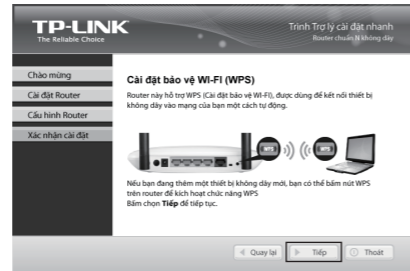 TP-LINK
The Reliable Choice
Trình Trợ lý cài đặt nhanh
Router chuẩn N không dây
Chào mừng
Cài đặt Router
Cấu hình Router
Xác nhận cài đặt
Cài đặt bảo vệ WI-FI (WPS)
Router này hỗ trợ WPS (Cài đặt bảo vệ WI-FI), được dùng để kết nối thiết bị
không dây vào mạng của bạn một cách tự động.
WPS
WPS
Nếu bạn đang thêm một thiết bị không dây mới, bạn có thể bấm nút WPS
trên router để kích hoạt chức năng WPS
Bấm chọn Tiếp để tiếp tục.
Quay lại
Tiếp
Thoát